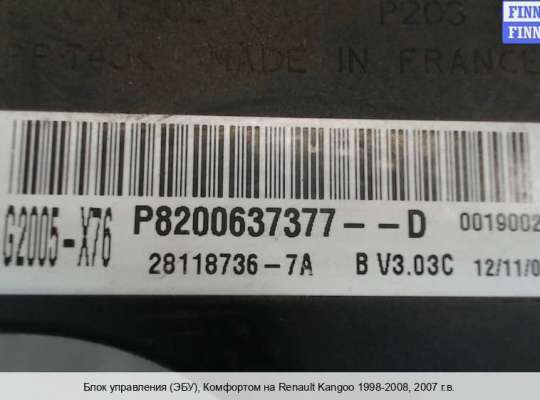 P203
FINN
FINN
MADE IN FRANCE
G2005-X76
P8200637377--D
0019002
28118736-7A
B V3.03C
12/11/0
Блок управления (ЭБУ), Комфортом на Renault Kangoo 1998-2008, 2007 г.в.